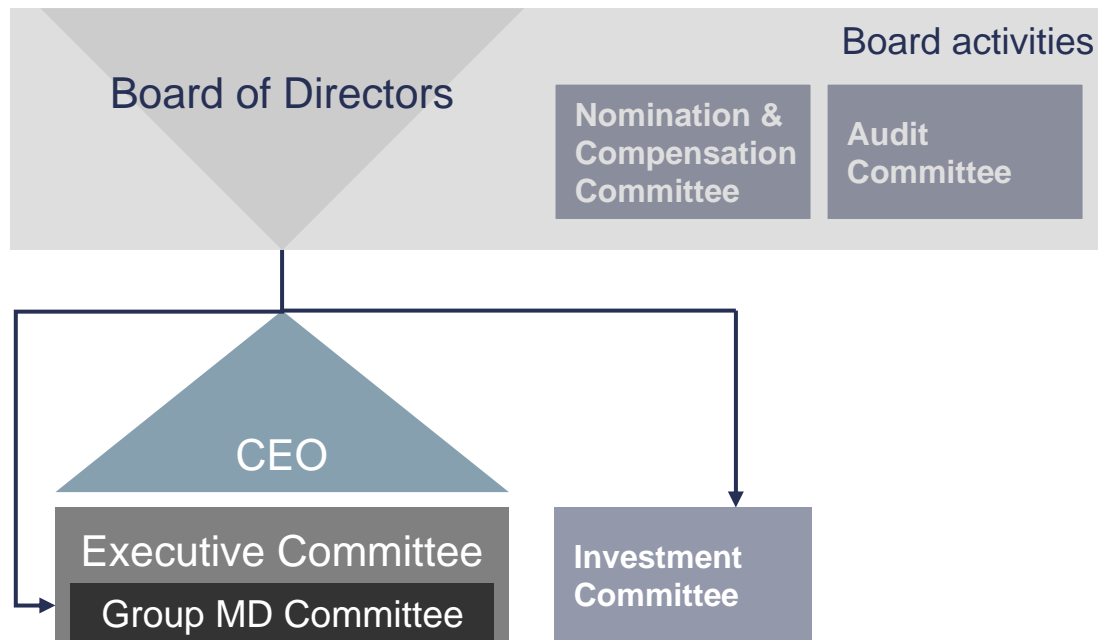 Board activities
Board of Directors
Nomination &
Compensation
Committee
Audit
Committee
CEO
Executive Committee
Group MD Committee
Investment
Committee